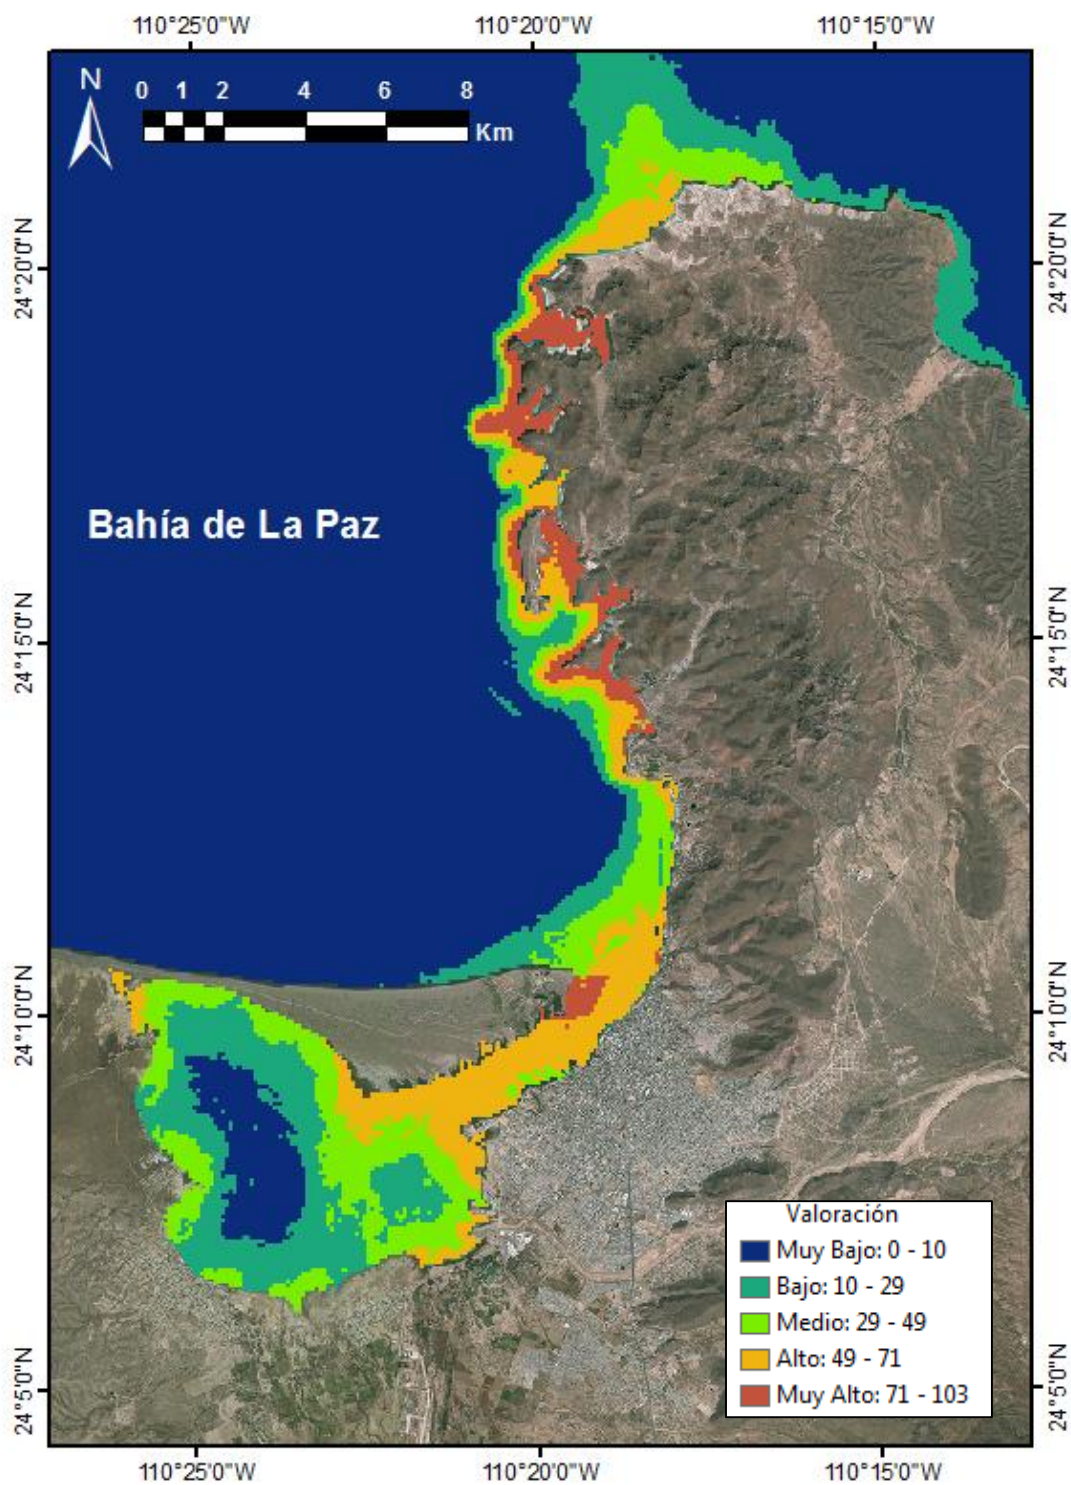 110°25'0"W 110°20'0"W 110°15'0"W
N
0 1 2 4 6 8
Km
24°20'0"N 24°20'0"N
Bahía de La Paz
24°15'0"N 24°15'0"N
24°10'0"N 24°10'0"N
Valoración
Muy Bajo: 0 - 10
Bajo: 10 - 29
Medio: 29 - 49
Alto: 49 - 71
Muy Alto: 71 - 103
24°5'0"N 24°5'0"N
110°25'0"W 110°20'0"W 110°15'0"W